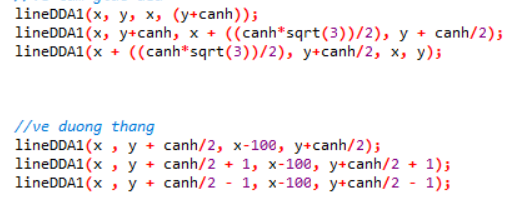 lineDDA1(x, y, x, (y+canh));
lineDDA1(x, y+canh, x + ((canh*sqrt(3))/2), y + canh/2);
lineDDA1(x + ((canh*sqrt(3))/2), y+canh/2, x, y);
//ve duong thang
lineDDA1(x , y + canh/2, x-100, y+canh/2);
lineDDA1(x , y + canh/2 + 1, x-100, y+canh/2 + 1);
lineDDA1(x , y + canh/2 - 1, x-100, y+canh/2 - 1);